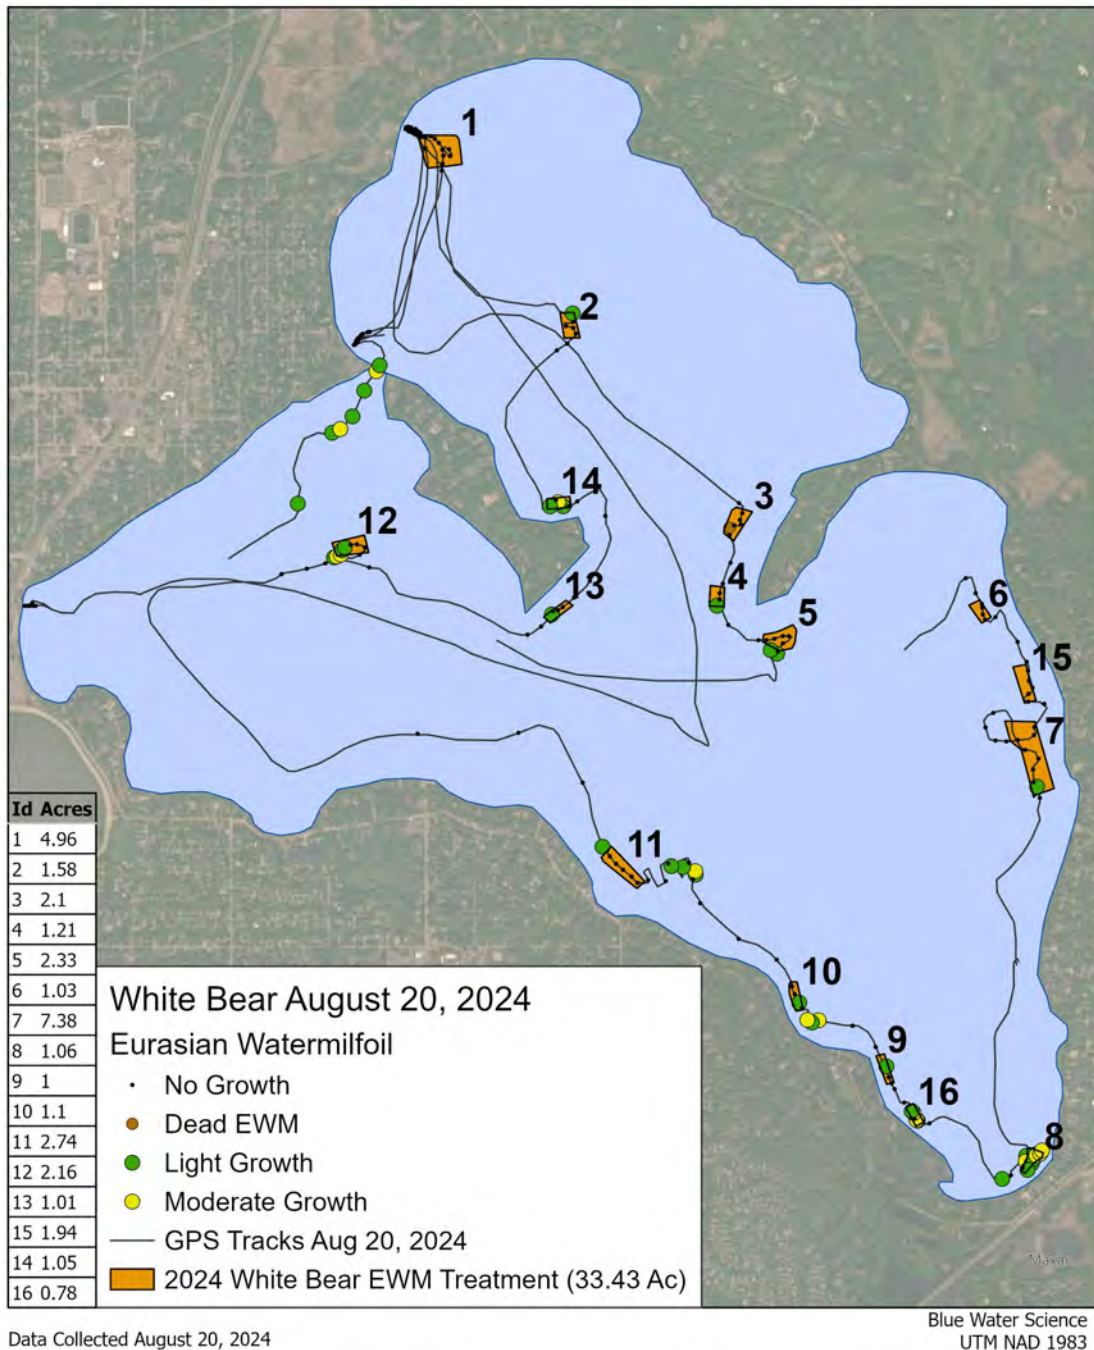 1
2
14
3
12
4
13
5
6
15
7
11
10
9
16
8
Id Acres
1 4.96
2 1.58
3 2.1
4 1.21
5 2.33
6 1.03
7 7.38
8 1.06
9 1
10 1.1
11 2.74
12 2.16
13 1.01
15 1.94
14 1.05
16 0.78
White Bear August 20, 2024
Eurasian Watermilfoil
No Growth
Dead EWM
Light Growth
Moderate Growth
GPS Tracks Aug 20, 2024
2024 White Bear EWM Treatment (33.43 Ac)
Maxar
Data Collected August 20, 2024
Blue Water Science
UTM NAD 1983